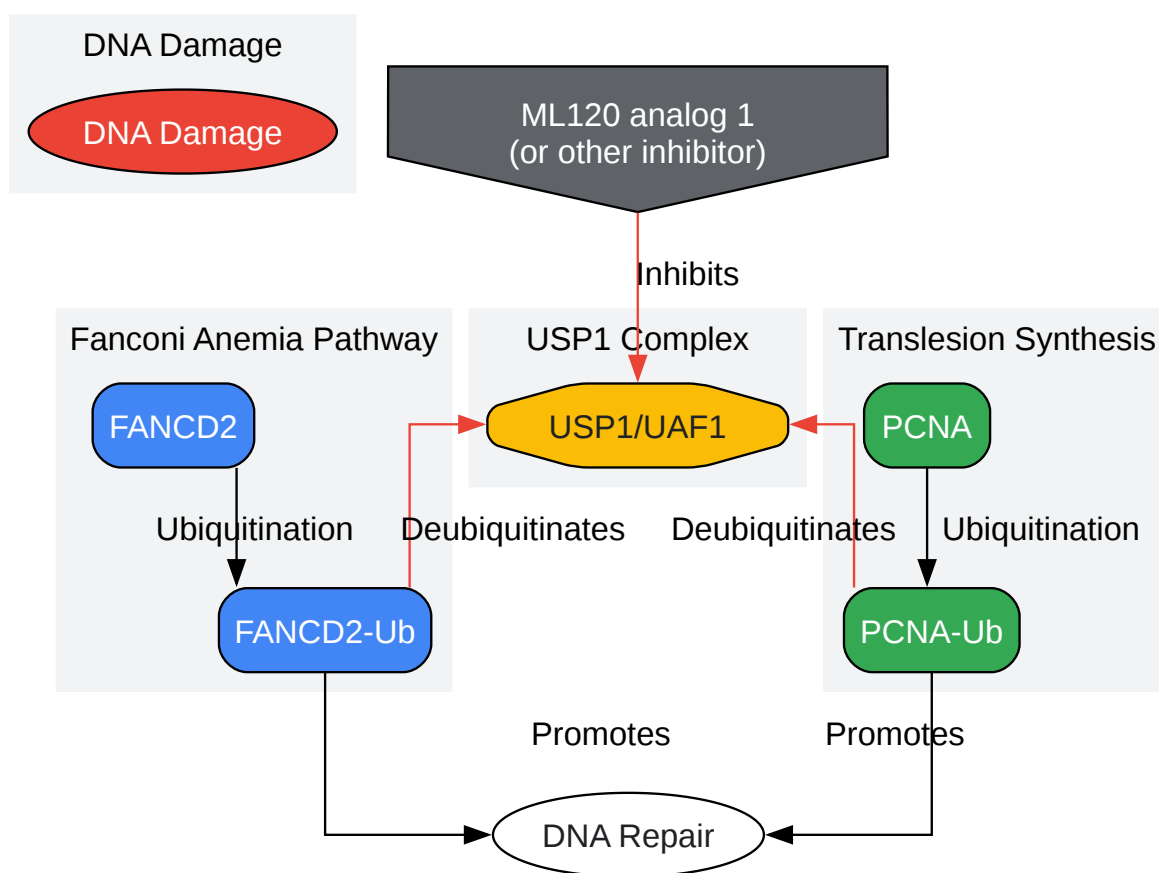 DNA Damage
DNA Damage
ML120 analog 1
(or other inhibitor)
Inhibits
Fanconi Anemia Pathway
USP1 Complex
Translesion Synthesis
FANCD2
USP1/UAF1
PCNA
Ubiquitination
Deubiquitinates
Deubiquitinates
Ubiquitination
FANCD2-Ub
PCNA-Ub
Promotes
Promotes
DNA Repair